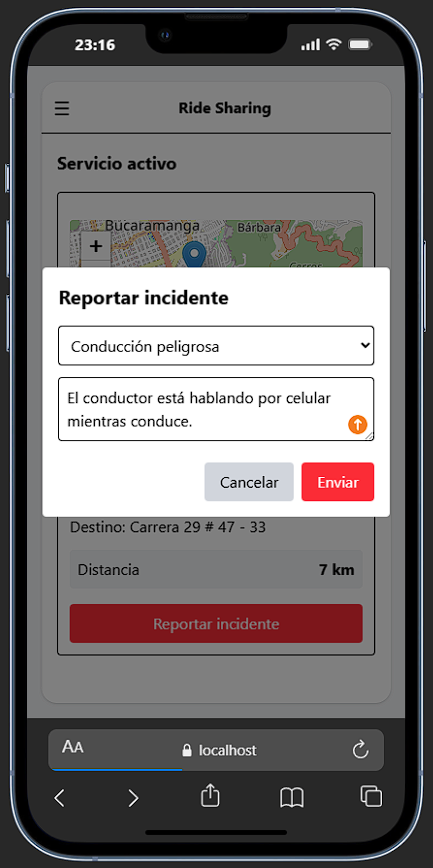 23:16
☰ Ride Sharing
Servicio activo
Bucaramanga
Bárbara
+
Reportar incidente
Conducción peligrosa
El conductor está hablando por celular
mientras conduce.
Cancelar Enviar
Destino: Carrera 29 # 47 - 33
Distancia 7 km
Reportar incidente
AA localhost